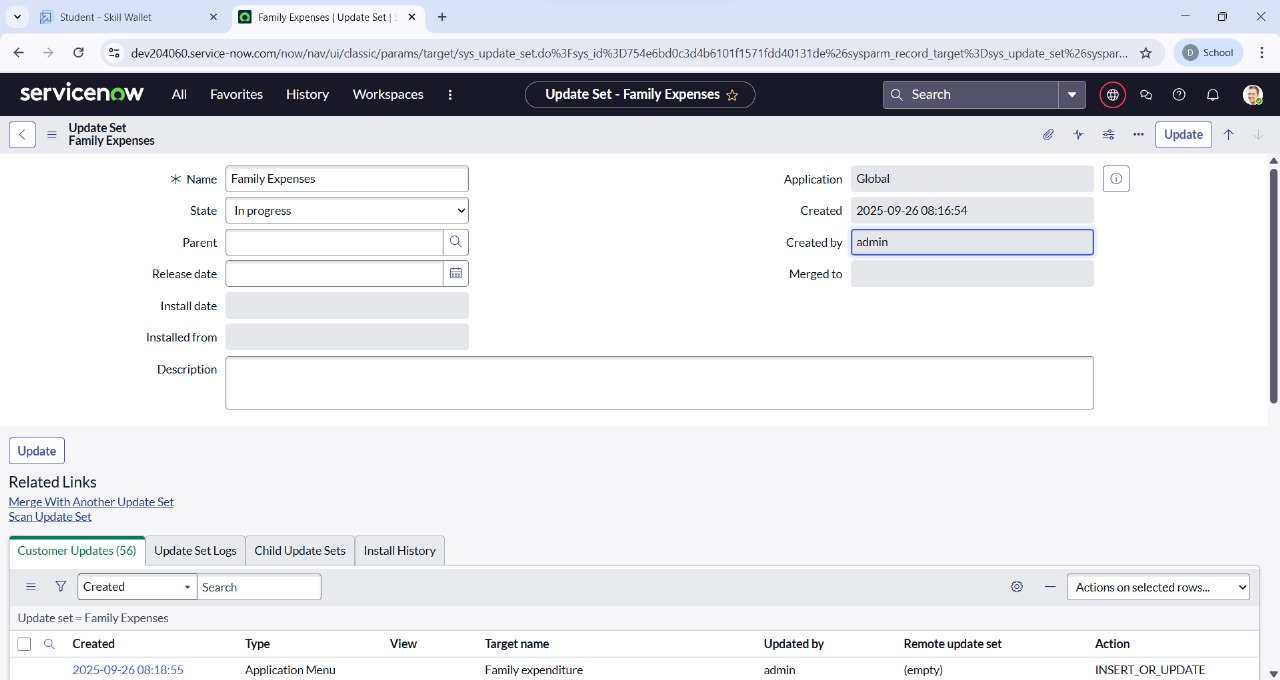 Student - Skill Wallet
Family Expenses | Update Set | S
dev204060.service-now.com/now/nav/ui/classic/params/target/sys_update_set.do%3Fsys_id%3D754e6bd0c3d4b6101f1571fdd40131de%26sysparm_record_target%3Dsys_update_set%26syspar...
School
servicenow All Favorites History Workspaces
Update Set - Family Expenses
Search
Update Set
Family Expenses
Update
Name Family Expenses
Application Global
State In progress
Created 2025-09-26 08:16:54
Parent
Created by admin
Release date
Merged to
Install date
Installed from
Description
Update
Related Links
Merge With Another Update Set
Scan Update Set
Customer Updates (56) Update Set Logs Child Update Sets Install History
Created Search Actions on selected rows...
Update set = Family Expenses
Created Type View Target name Updated by Remote update set Action
2025-09-26 08:18:55 Application Menu Family expenditure admin (empty) INSERT_OR_UPDATE